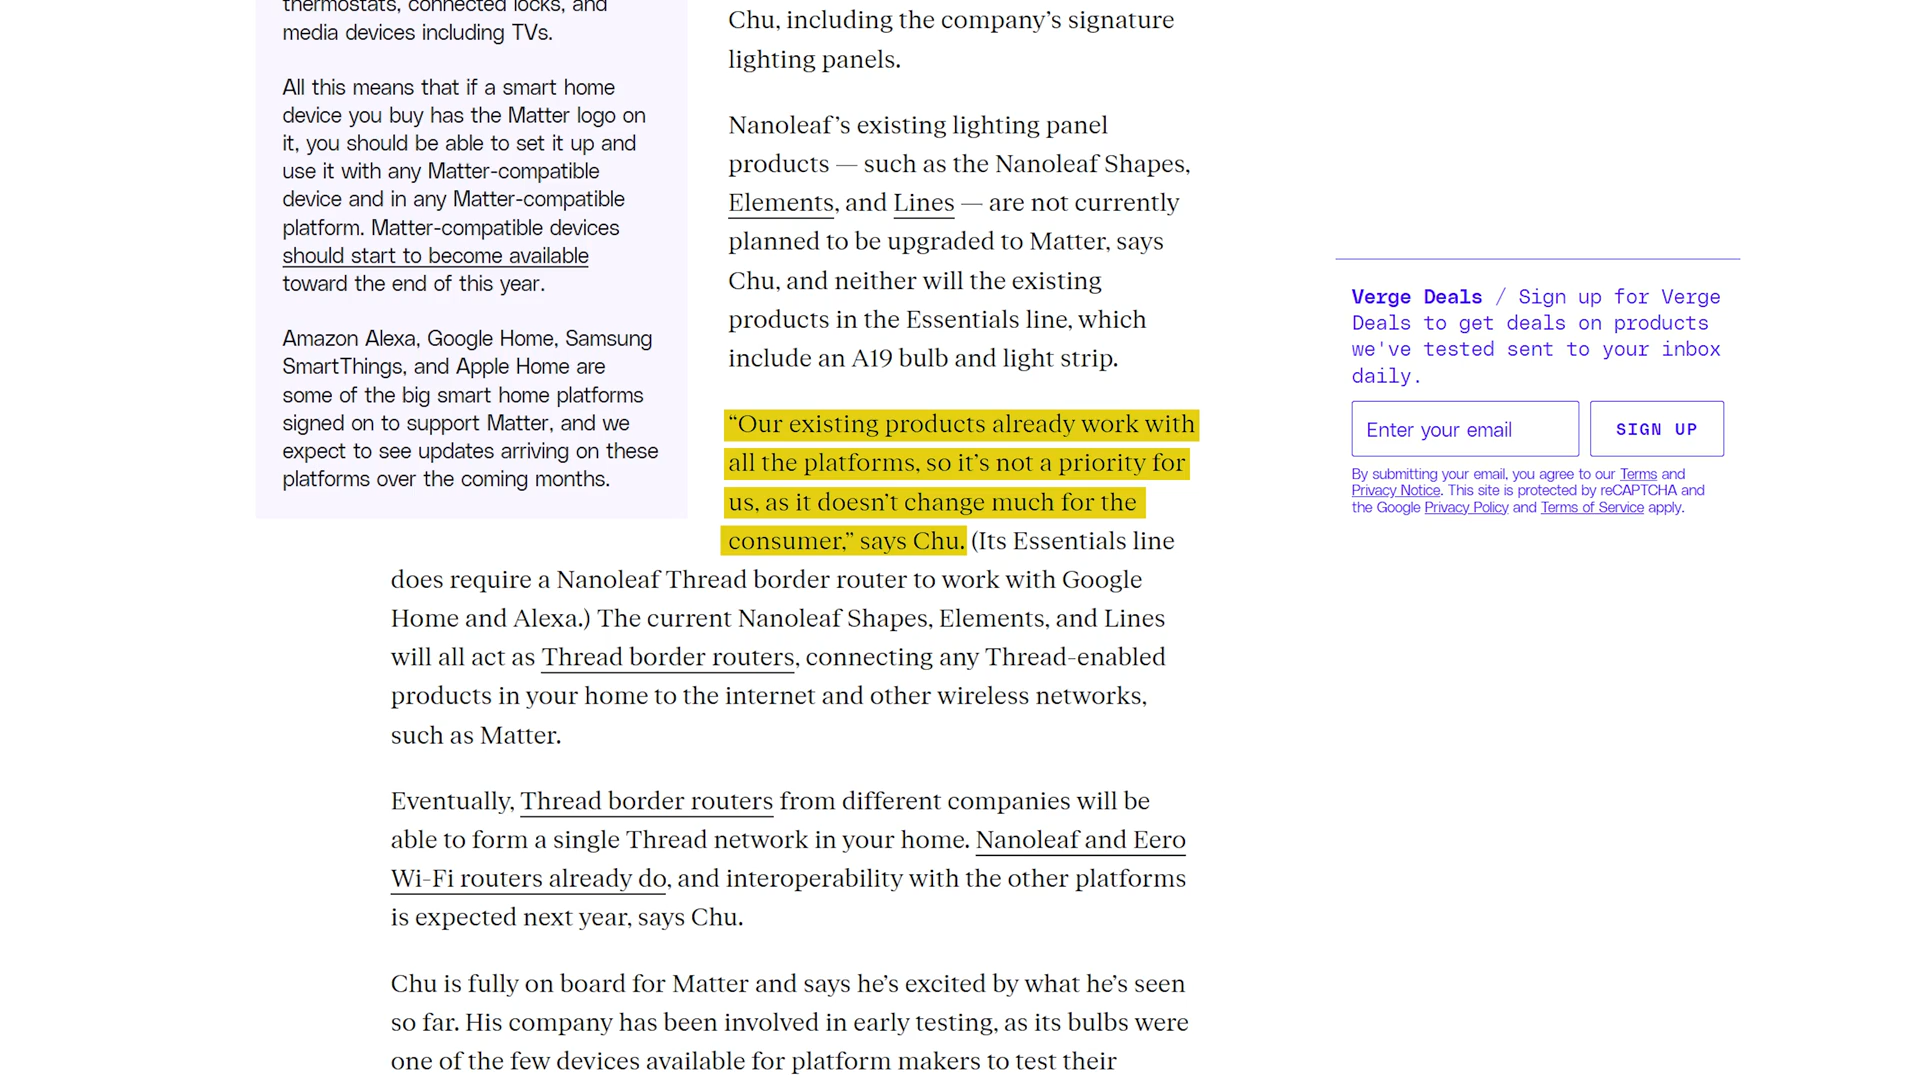 thermostats, connected locks, and
media devices including TVs.
All this means that if a smart home
device you buy has the Matter logo on
it, you should be able to set it up and
use it with any Matter-compatible
device and in any Matter-compatible
platform. Matter-compatible devices
should start to become available
toward the end of this year.
Amazon Alexa, Google Home, Samsung
SmartThings, and Apple Home are
some of the big smart home platforms
signed on to support Matter, and we
expect to see updates arriving on these
platforms over the coming months.
Chu, including the company’s signature
lighting panels.
Nanoleaf’s existing lighting panel
products — such as the Nanoleaf Shapes,
Elements, and Lines — are not currently
planned to be upgraded to Matter, says
Chu, and neither will the existing
products in the Essentials line, which
include an A19 bulb and light strip.
“Our existing products already work with
all the platforms, so it’s not a priority for
us, as it doesn’t change much for the
consumer,” says Chu. (Its Essentials line
does require a Nanoleaf Thread border router to work with Google
Home and Alexa.) The current Nanoleaf Shapes, Elements, and Lines
will all act as Thread border routers, connecting any Thread-enabled
products in your home to the internet and other wireless networks,
such as Matter.
Eventually, Thread border routers from different companies will be
able to form a single Thread network in your home. Nanoleaf and Eero
Wi-Fi routers already do, and interoperability with the other platforms
is expected next year, says Chu.
Chu is fully on board for Matter and says he’s excited by what he’s seen
so far. His company has been involved in early testing, as its bulbs were
one of the few devices available for platform makers to test their
Verge Deals / Sign up for Verge
Deals to get deals on products
we've tested sent to your inbox
daily.
Enter your email
SIGN UP
By submitting your email, you agree to our Terms and
Privacy Notice. This site is protected by reCAPTCHA and
the Google Privacy Policy and Terms of Service apply.